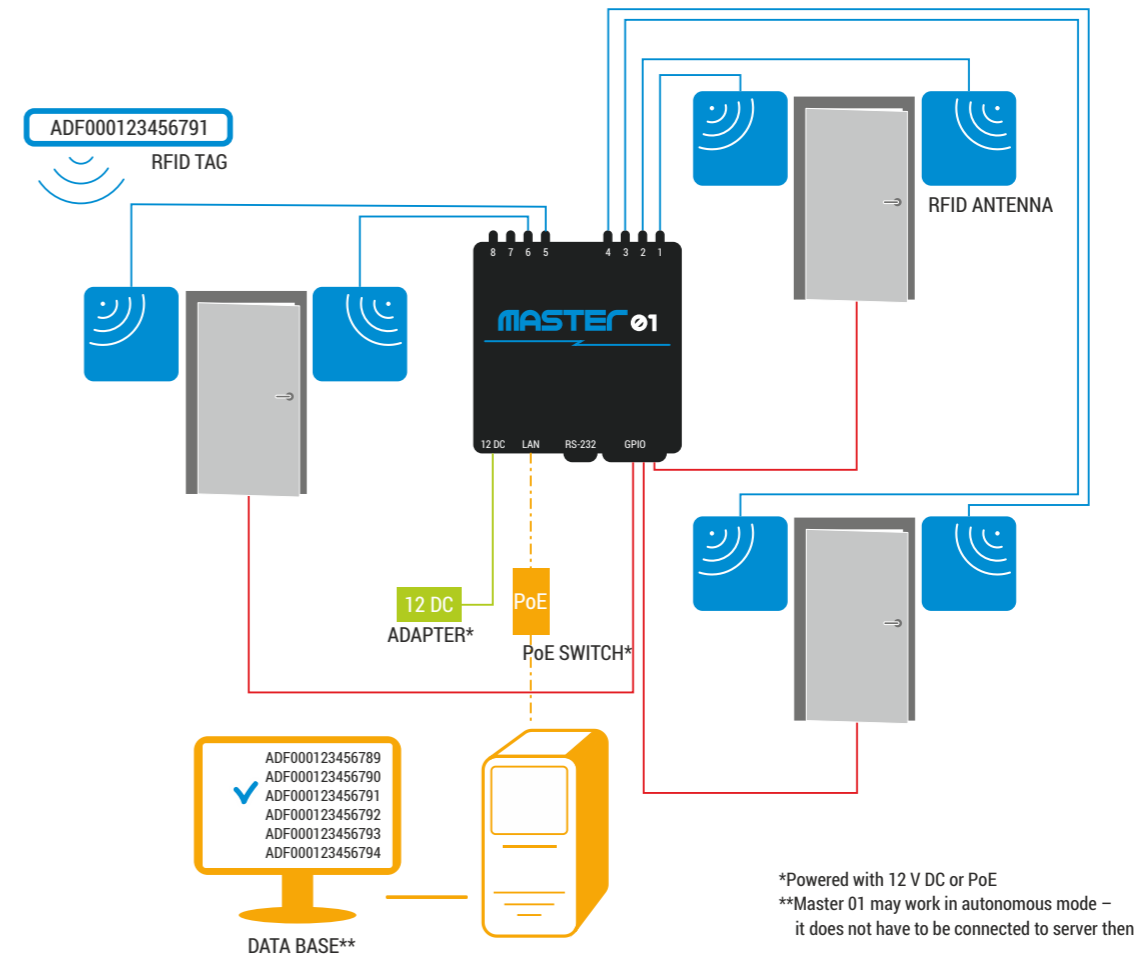 ADF000123456791
RFID TAG
RFID ANTENNA
8 7 6 5 4 3 2 1
MASTER 01
12 DC LAN RS-232 GPIO
12 DC
ADAPTER*
PoE
PoE SWITCH*
ADF000123456789
ADF000123456790
ADF000123456791
ADF000123456792
ADF000123456793
ADF000123456794
DATA BASE**
*Powered with 12 V DC or PoE
**Master 01 may work in autonomous mode –
it does not have to be connected to server then